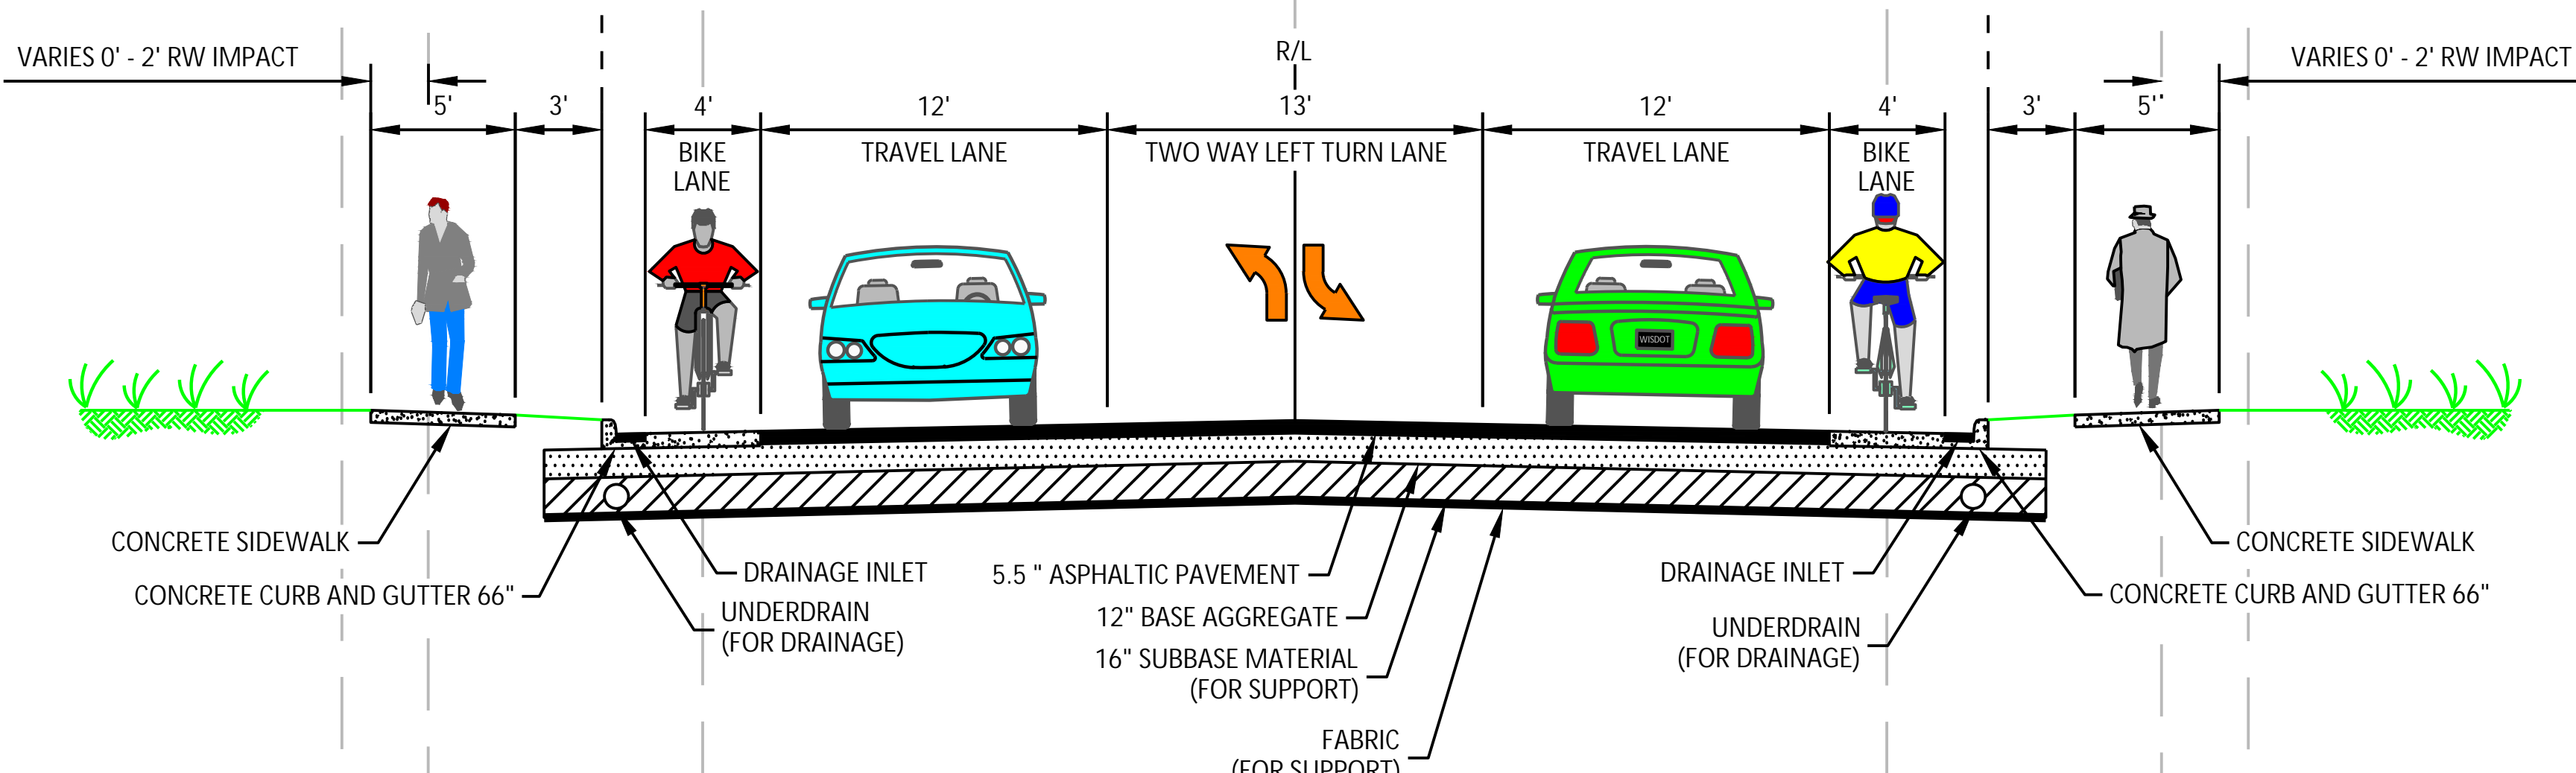 R/L
VARIES 0' - 2' RW IMPACT
VARIES 0' - 2' RW IMPACT
5' 3' 4' 12' 13' 12' 4' 3' 5'
BIKE
LANE
TRAVEL LANE
TWO WAY LEFT TURN LANE
TRAVEL LANE
BIKE
LANE
WISDOT
CONCRETE SIDEWALK
CONCRETE CURB AND GUTTER 66"
DRAINAGE INLET
UNDERDRAIN
(FOR DRAINAGE)
5.5 " ASPHALTIC PAVEMENT
12" BASE AGGREGATE
16" SUBBASE MATERIAL
(FOR SUPPORT)
FABRIC
(FOR SUPPORT)
DRAINAGE INLET
UNDERDRAIN
(FOR DRAINAGE)
CONCRETE SIDEWALK
CONCRETE CURB AND GUTTER 66"